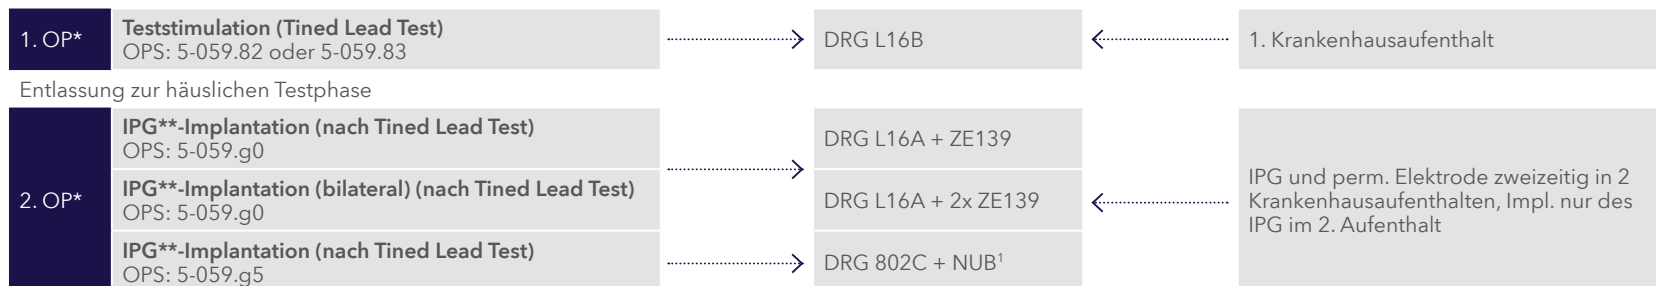 1. OP*
Teststimulation (Tined Lead Test)
OPS: 5-059.82 oder 5-059.83
DRG L16B
1. Krankenhausaufenthalt
Entlassung zur häuslichen Testphase
2. OP*
IPG**-Implantation (nach Tined Lead Test)
OPS: 5-059.g0
DRG L16A + ZE139
IPG**-Implantation (bilateral) (nach Tined Lead Test)
OPS: 5-059.g0
DRG L16A + 2x ZE139
IPG**-Implantation (nach Tined Lead Test)
OPS: 5-059.g5
DRG 802C + NUB¹
IPG und perm. Elektrode zweizeitig in 2
Krankenhausaufenthalten, Impl. nur des
IPG im 2. Aufenthalt